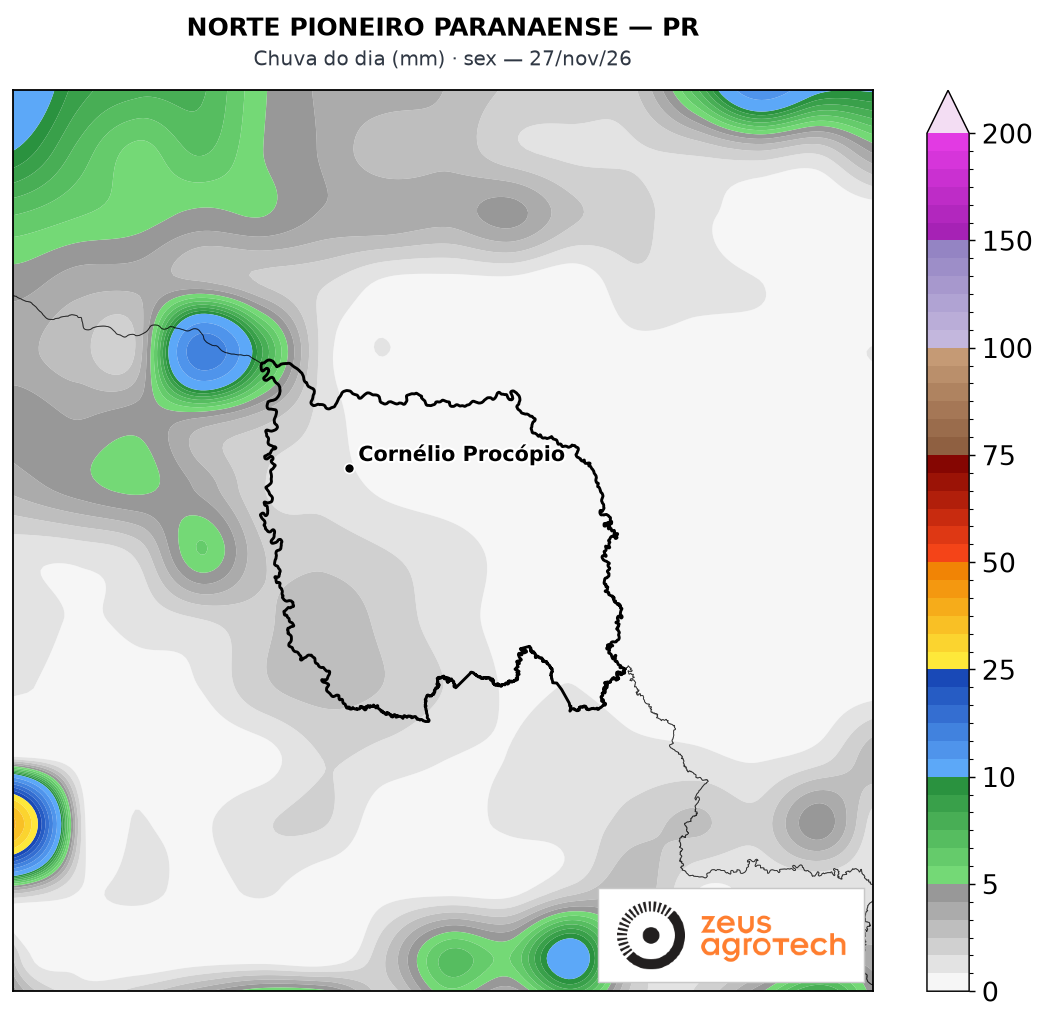 NORTE PIONEIRO PARANAENSE — PR
Chuva do dia (mm) · sex — 27/nov/26
Cornélio Procópio
200
150
100
75
50
25
10
5
0
zeus
agrotech